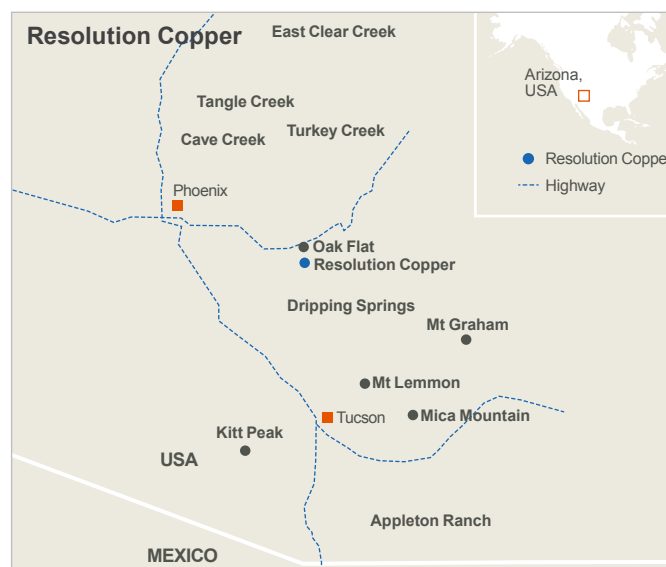 Resolution Copper
East Clear Creek
Arizona,
USA
Tangle Creek
Turkey Creek
Cave Creek
Resolution Copper
Highway
Phoenix
Oak Flat
Resolution Copper
Dripping Springs
Mt Graham
Mt Lemmon
Tucson
Mica Mountain
Kitt Peak
USA
Appleton Ranch
MEXICO